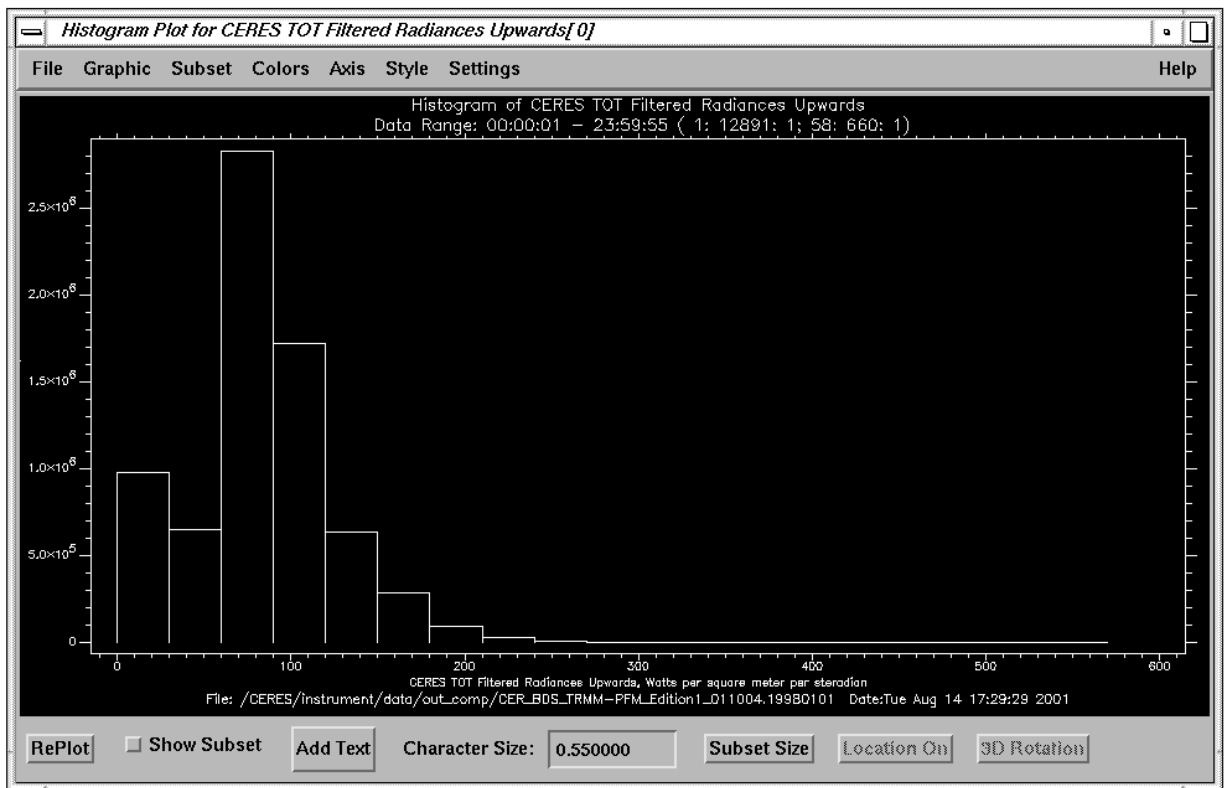 Histogram Plot for CERES TOT Filtered Radiances Upwards[ 0]
File Graphic Subset Colors Axis Style Settings Help
Histogram of CERES TOT Filtered Radiances Upwards
Data Range: 00:00:01 – 23:59:55 ( 1: 12891: 1; 58: 660: 1)
2.5×10⁶
2.0×10⁶
1.5×10⁶
1.0×10⁶
5.0×10⁵
0
0 100 200 300 400 500 600
CERES TOT Filtered Radiances Upwards, Watts per square meter per steradian
File: /CERES/instrument/data/out_comp/CER_BDS_TRMM–PFM_Edition1_011004.19980101 Date:Tue Aug 14 17:29:29 2001
RePlot Show Subset Add Text Character Size: 0.550000 Subset Size Location On 3D Rotation